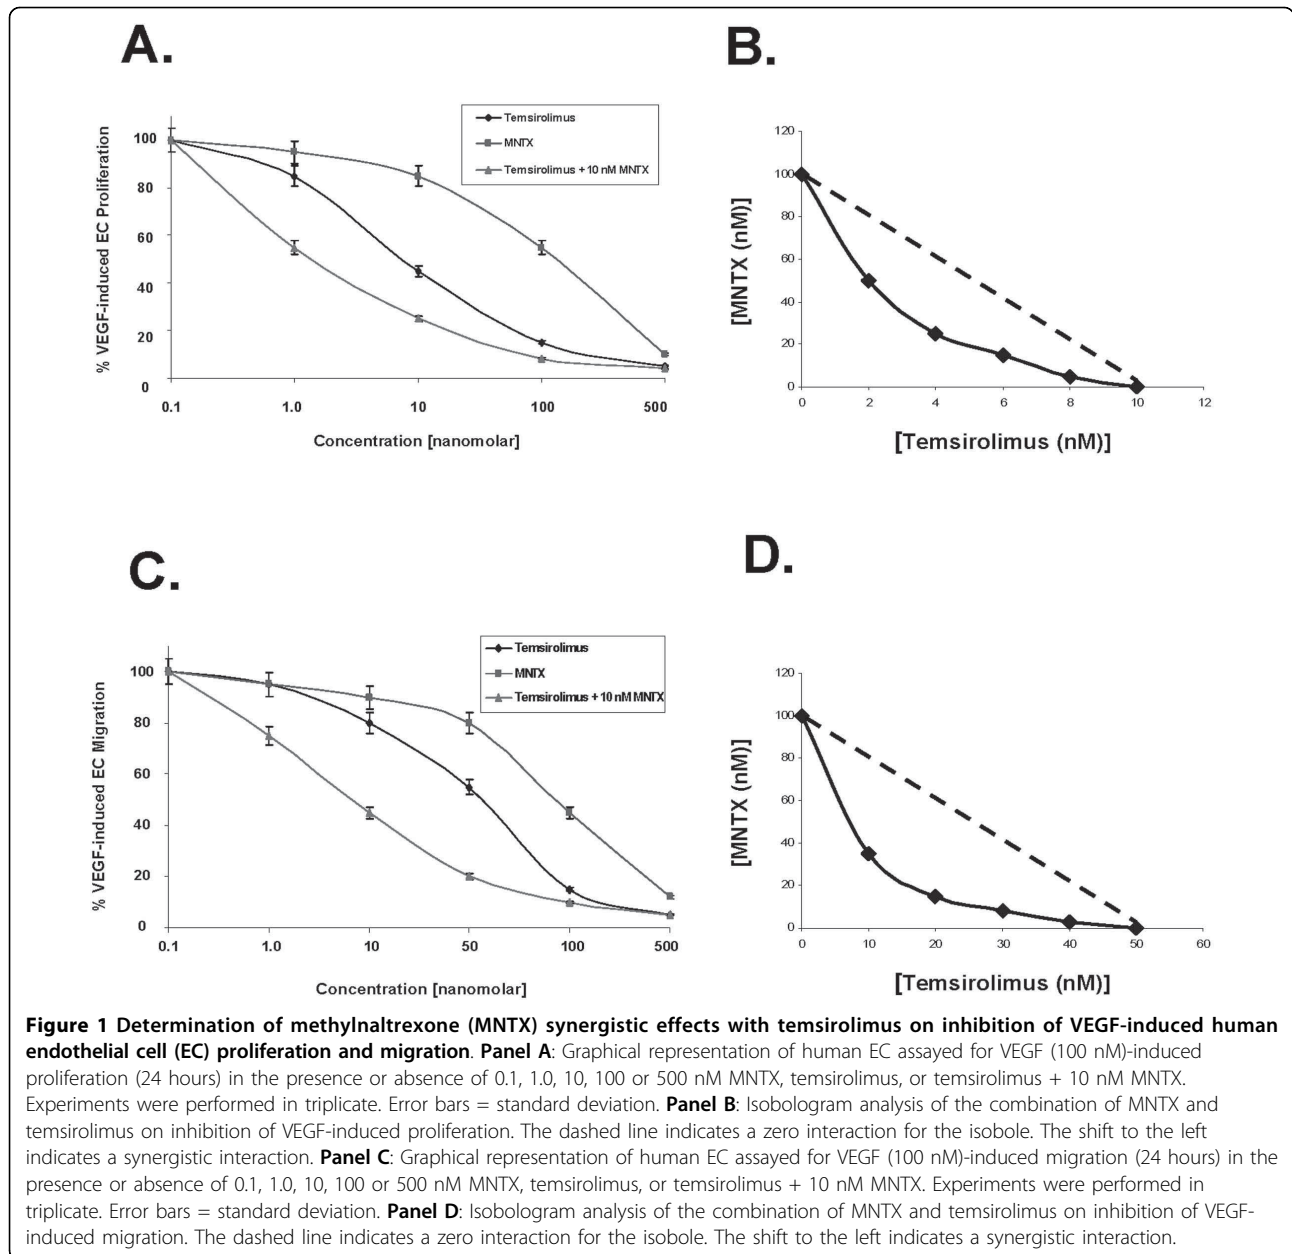 A.
% VEGF-induced EC Proliferation
100
80
60
40
20
0
0.1 1.0 10 100 500
Concentration [nanomolar]
Temsirolimus
MNTX
Temsirolimus + 10 nM MNTX
B.
[MNTX (nM)]
120
100
80
60
40
20
0
0 2 4 6 8 10 12
[Temsirolimus (nM)]
C.
% VEGF-induced EC Migration
100
80
60
40
20
0
0.1 1.0 10 50 100 500
Concentration [nanomolar]
Temsirolimus
MNTX
Temsirolimus + 10 nM MNTX
D.
[MNTX (nM)]
120
100
80
60
40
20
0
0 10 20 30 40 50 60
[Temsirolimus (nM)]
Figure 1 Determination of methylnaltrexone (MNTX) synergistic effects with temsirolimus on inhibition of VEGF-induced human
endothelial cell (EC) proliferation and migration. Panel A: Graphical representation of human EC assayed for VEGF (100 nM)-induced
proliferation (24 hours) in the presence or absence of 0.1, 1.0, 10, 100 or 500 nM MNTX, temsirolimus, or temsirolimus + 10 nM MNTX.
Experiments were performed in triplicate. Error bars = standard deviation. Panel B: Isobologram analysis of the combination of MNTX and
temsirolimus on inhibition of VEGF-induced proliferation. The dashed line indicates a zero interaction for the isobole. The shift to the left
indicates a synergistic interaction. Panel C: Graphical representation of human EC assayed for VEGF (100 nM)-induced migration (24 hours) in the
presence or absence of 0.1, 1.0, 10, 100 or 500 nM MNTX, temsirolimus, or temsirolimus + 10 nM MNTX. Experiments were performed in
triplicate. Error bars = standard deviation. Panel D: Isobologram analysis of the combination of MNTX and temsirolimus on inhibition of VEGF-
induced migration. The dashed line indicates a zero interaction for the isobole. The shift to the left indicates a synergistic interaction.